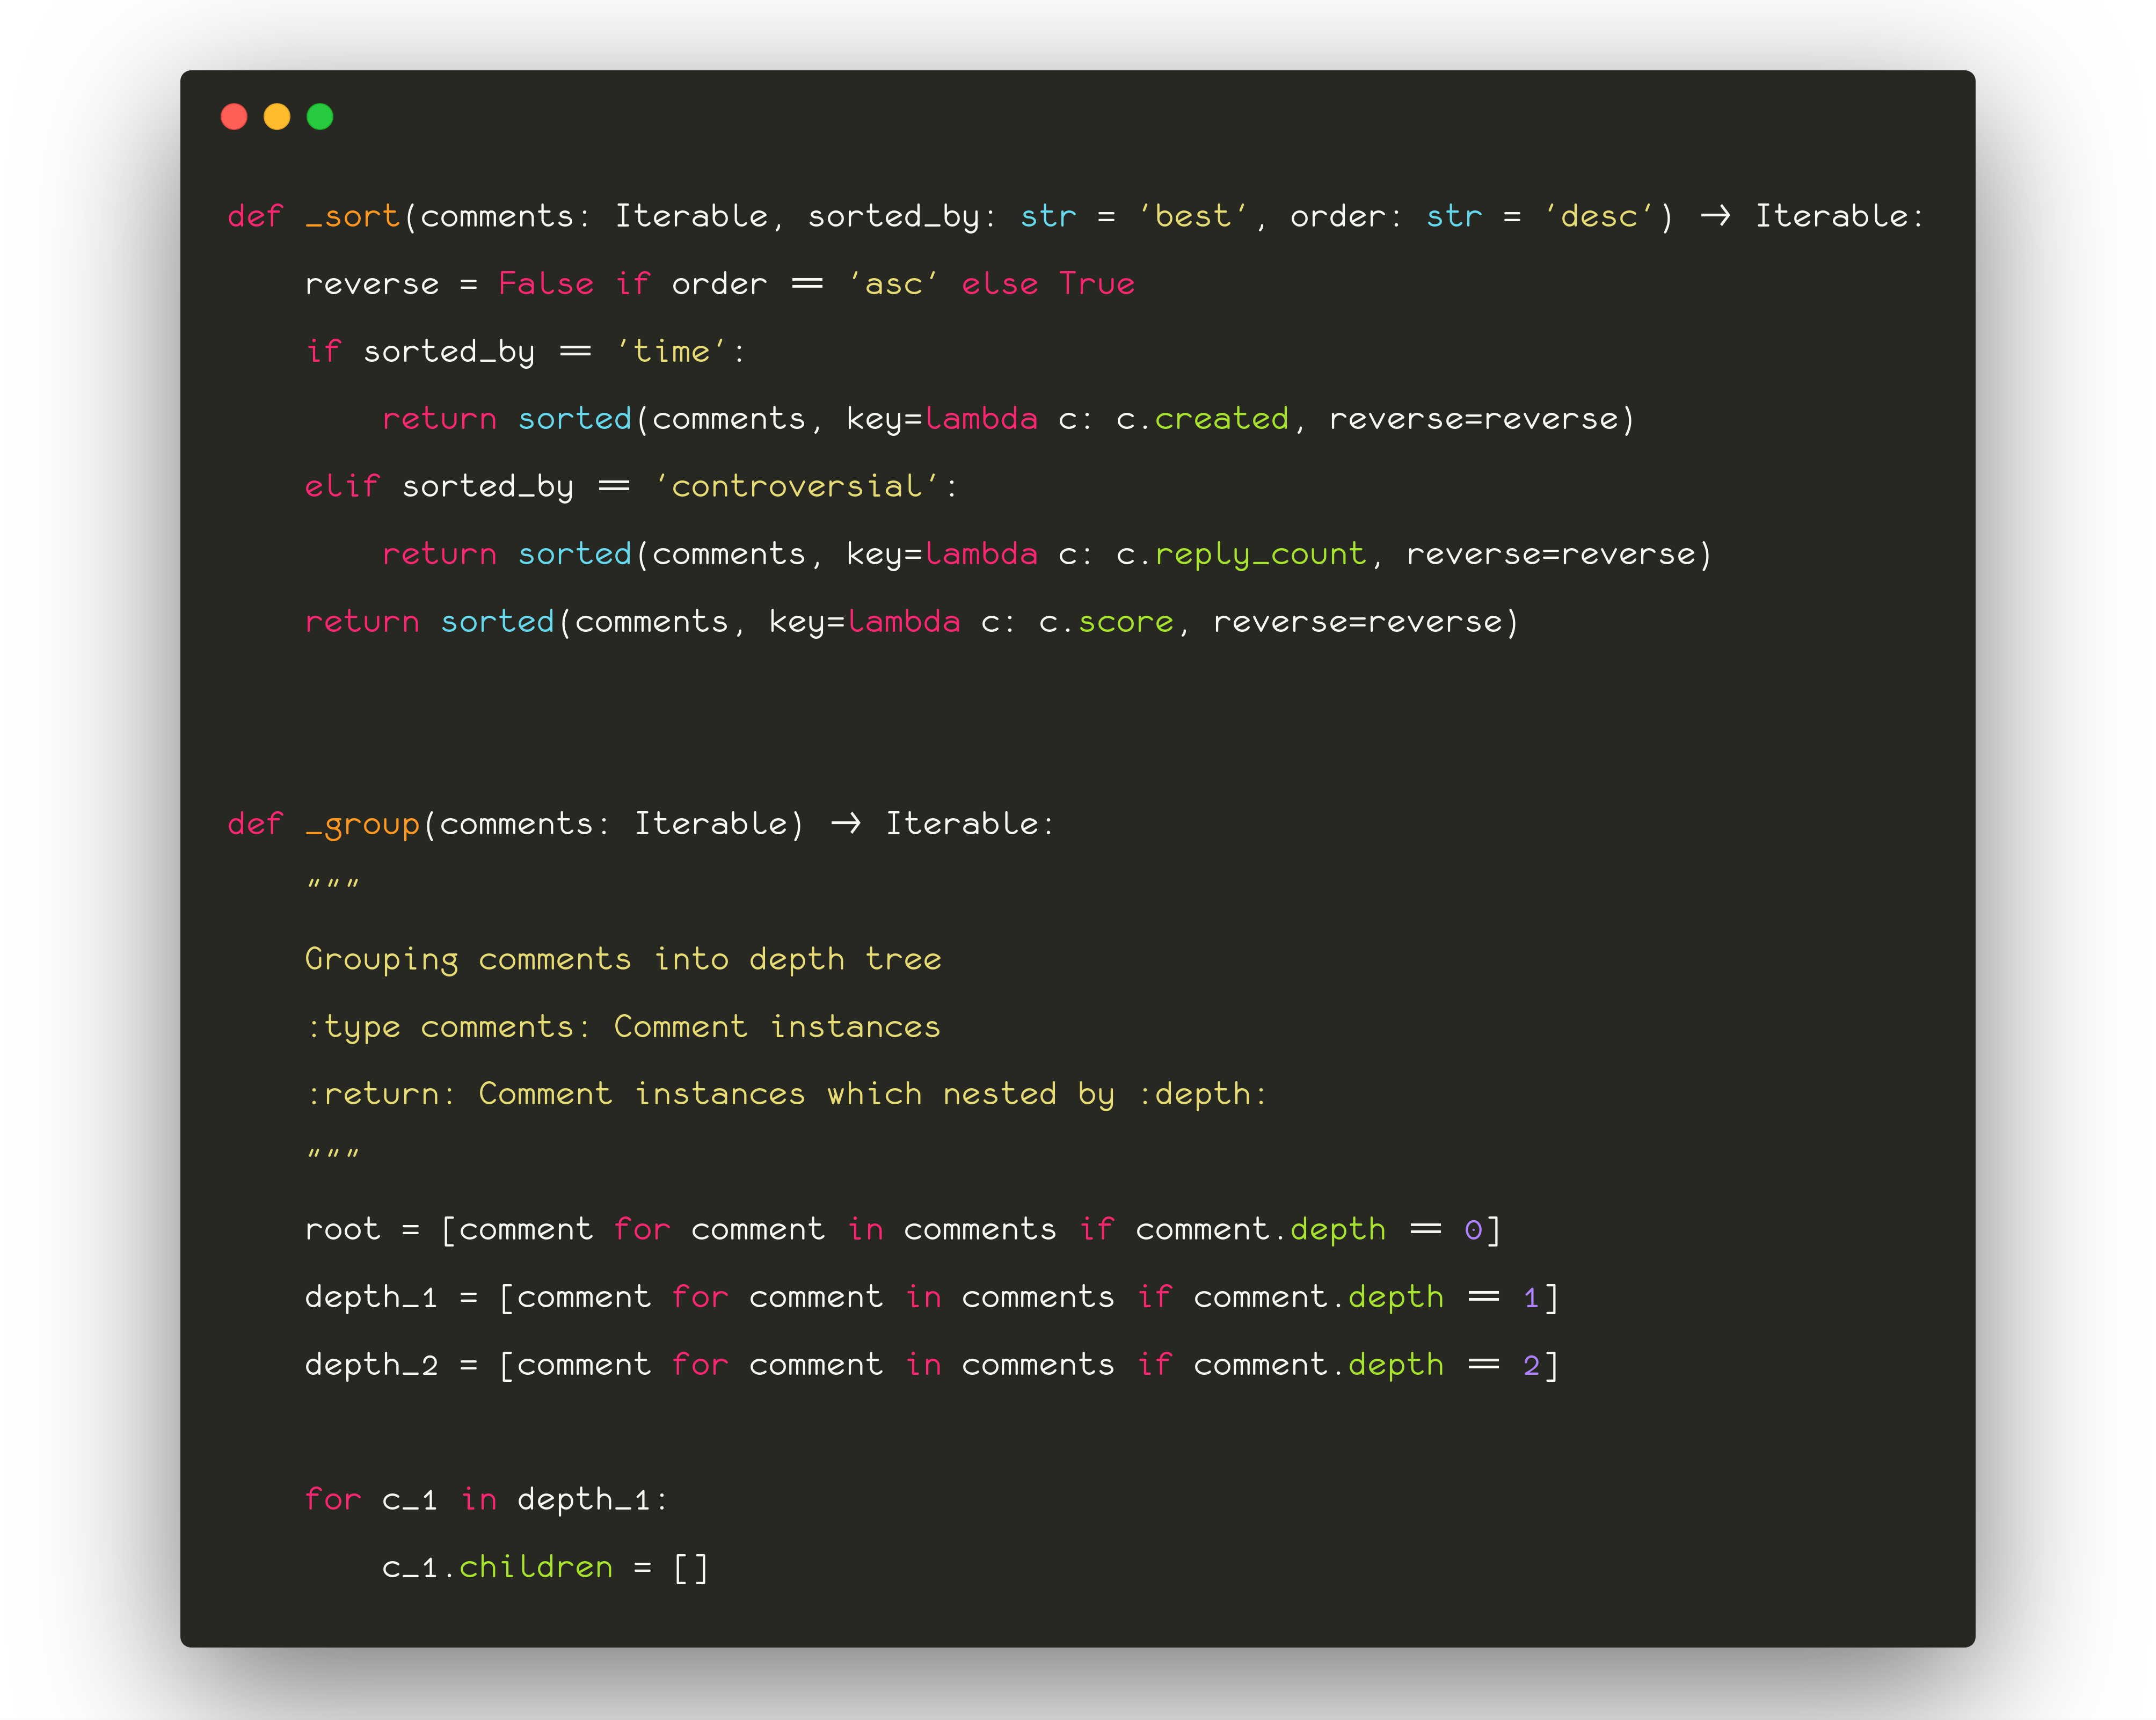 def _sort(comments: Iterable, sorted_by: str = 'best', order: str = 'desc') -> Iterable:
    reverse = False if order == 'asc' else True
    if sorted_by == 'time':
        return sorted(comments, key=lambda c: c.created, reverse=reverse)
    elif sorted_by == 'controversial':
        return sorted(comments, key=lambda c: c.reply_count, reverse=reverse)
    return sorted(comments, key=lambda c: c.score, reverse=reverse)
def _group(comments: Iterable) -> Iterable:
    """
    Grouping comments into depth tree
    :type comments: Comment instances
    :return: Comment instances which nested by :depth:
    """
    root = [comment for comment in comments if comment.depth == 0]
    depth_1 = [comment for comment in comments if comment.depth == 1]
    depth_2 = [comment for comment in comments if comment.depth == 2]
    for c_1 in depth_1:
        c_1.children = []